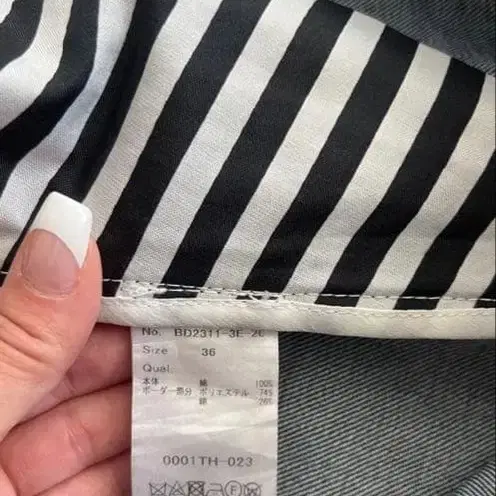 No. BD2311-3E 26
Size 36
Qual.
本体 綿 100%
ボーダー部分 ポリエステル 74%
綿 26%
0001TH-023